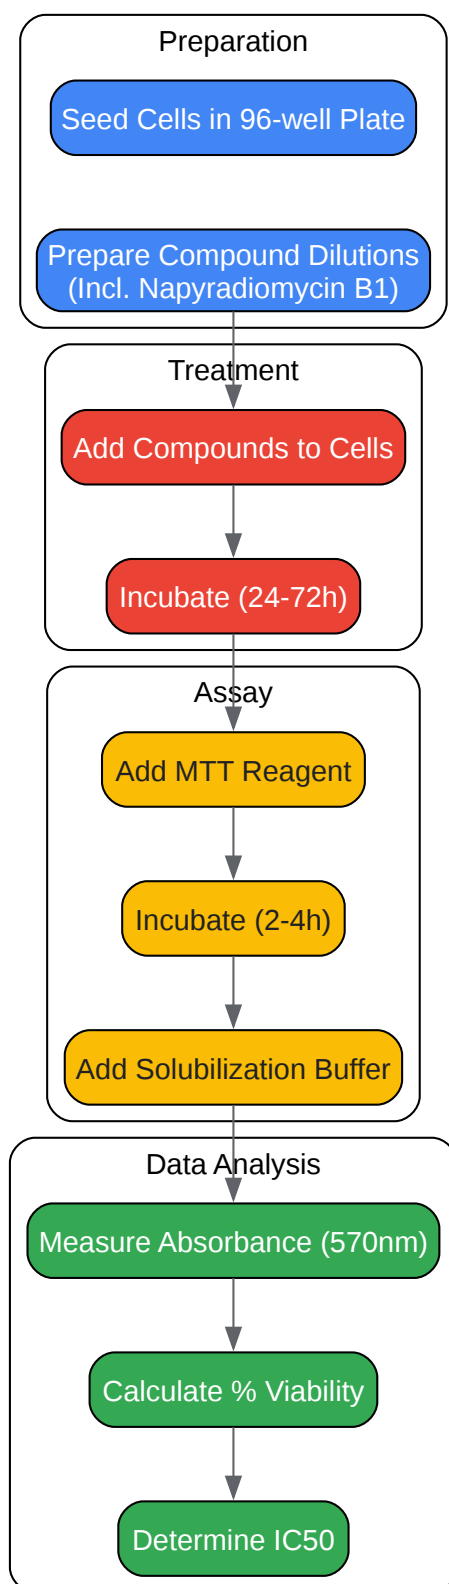 Preparation
Seed Cells in 96-well Plate
Prepare Compound Dilutions
(Incl. Napyradiomycin B1)
Treatment
Add Compounds to Cells
Incubate (24-72h)
Assay
Add MTT Reagent
Incubate (2-4h)
Add Solubilization Buffer
Data Analysis
Measure Absorbance (570nm)
Calculate % Viability
Determine IC50